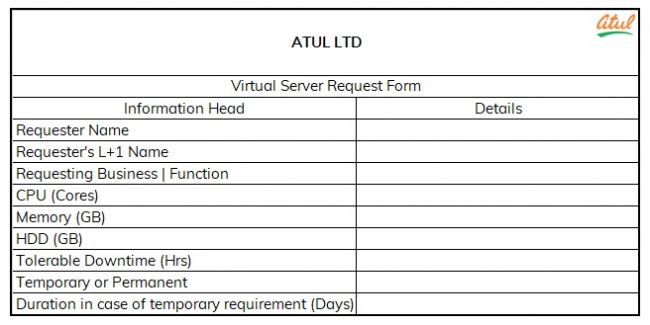 Atul
ATUL LTD
Virtual Server Request Form
Information Head Details
Requester Name
Requester's L+1 Name
Requesting Business | Function
CPU (Cores)
Memory (GB)
HDD (GB)
Tolerable Downtime (Hrs)
Temporary or Permanent
Duration in case of temporary requirement (Days)